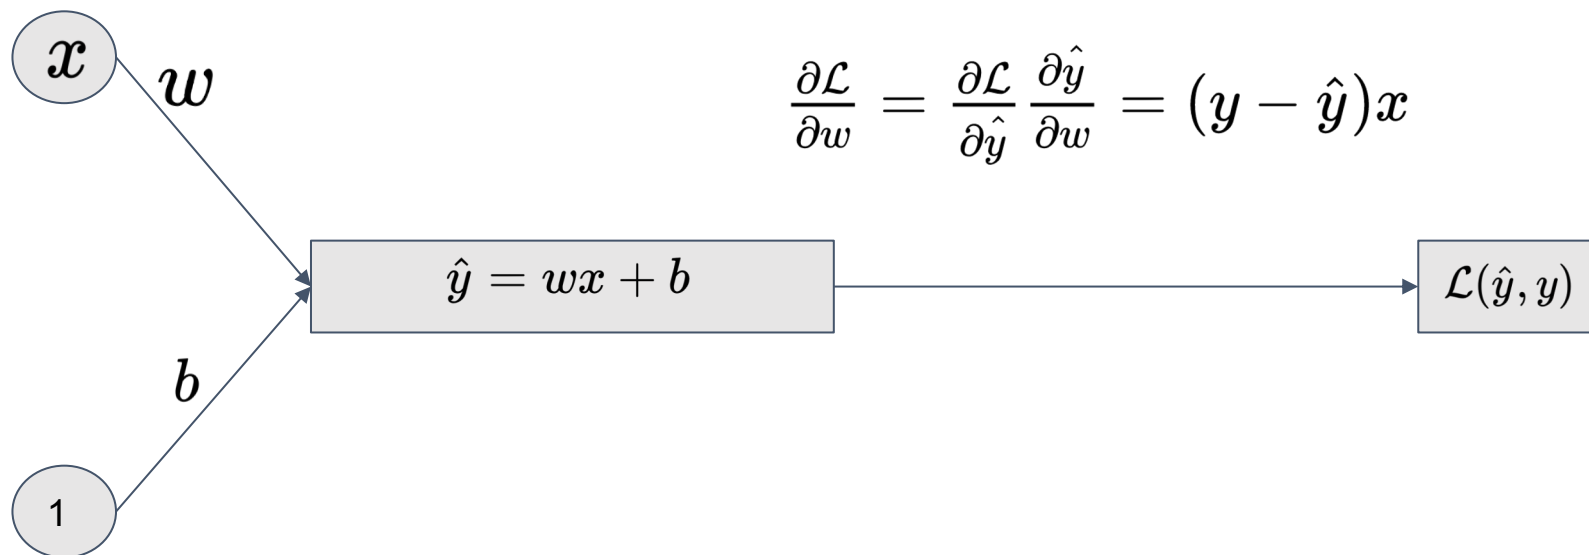 x
w
∂ℒ/∂w = ∂ℒ/∂ŷ ∂ŷ/∂w = (y − ŷ)x
ŷ = wx + b
ℒ(ŷ, y)
b
1